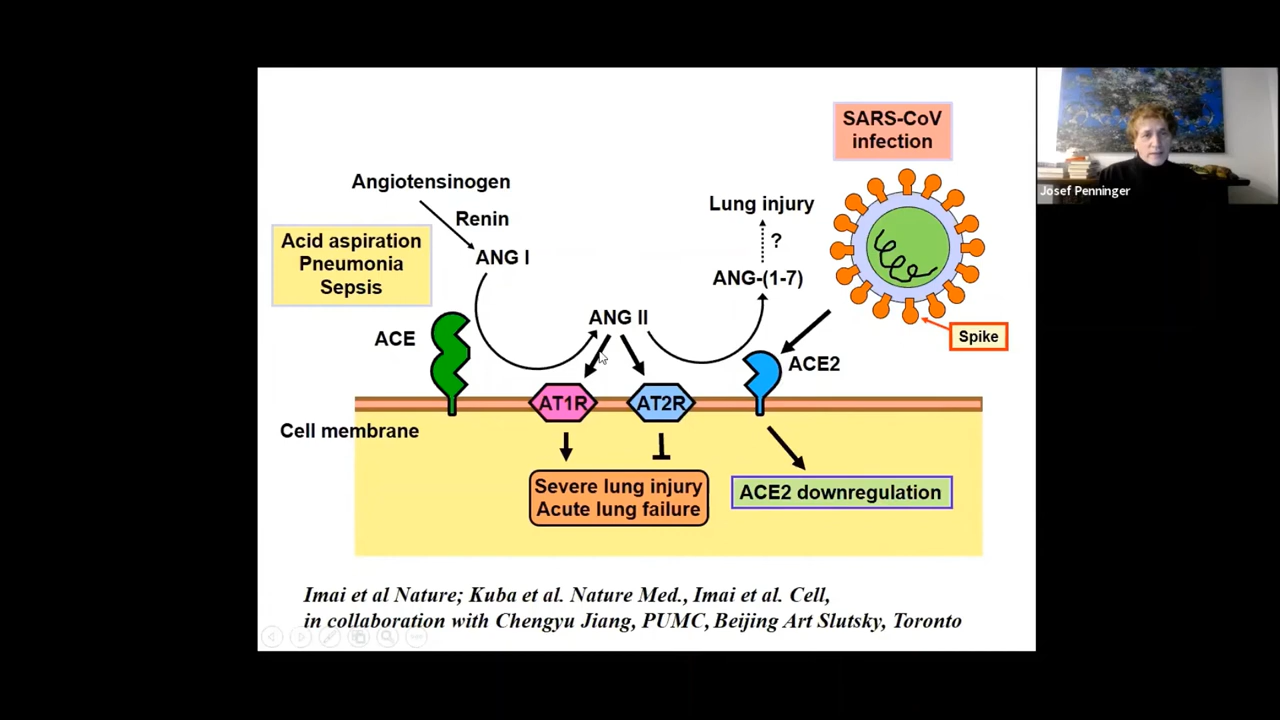 SARS-CoV
infection
Angiotensinogen
Renin
ANG I
Acid aspiration
Pneumonia
Sepsis
Lung injury
?
ANG-(1-7)
ANG II
Spike
ACE
ACE2
AT1R
AT2R
Cell membrane
Severe lung injury
Acute lung failure
ACE2 downregulation
Imai et al Nature; Kuba et al. Nature Med., Imai et al. Cell,
in collaboration with Chengyu Jiang, PUMC, Beijing Art Slutsky, Toronto
Josef Penninger